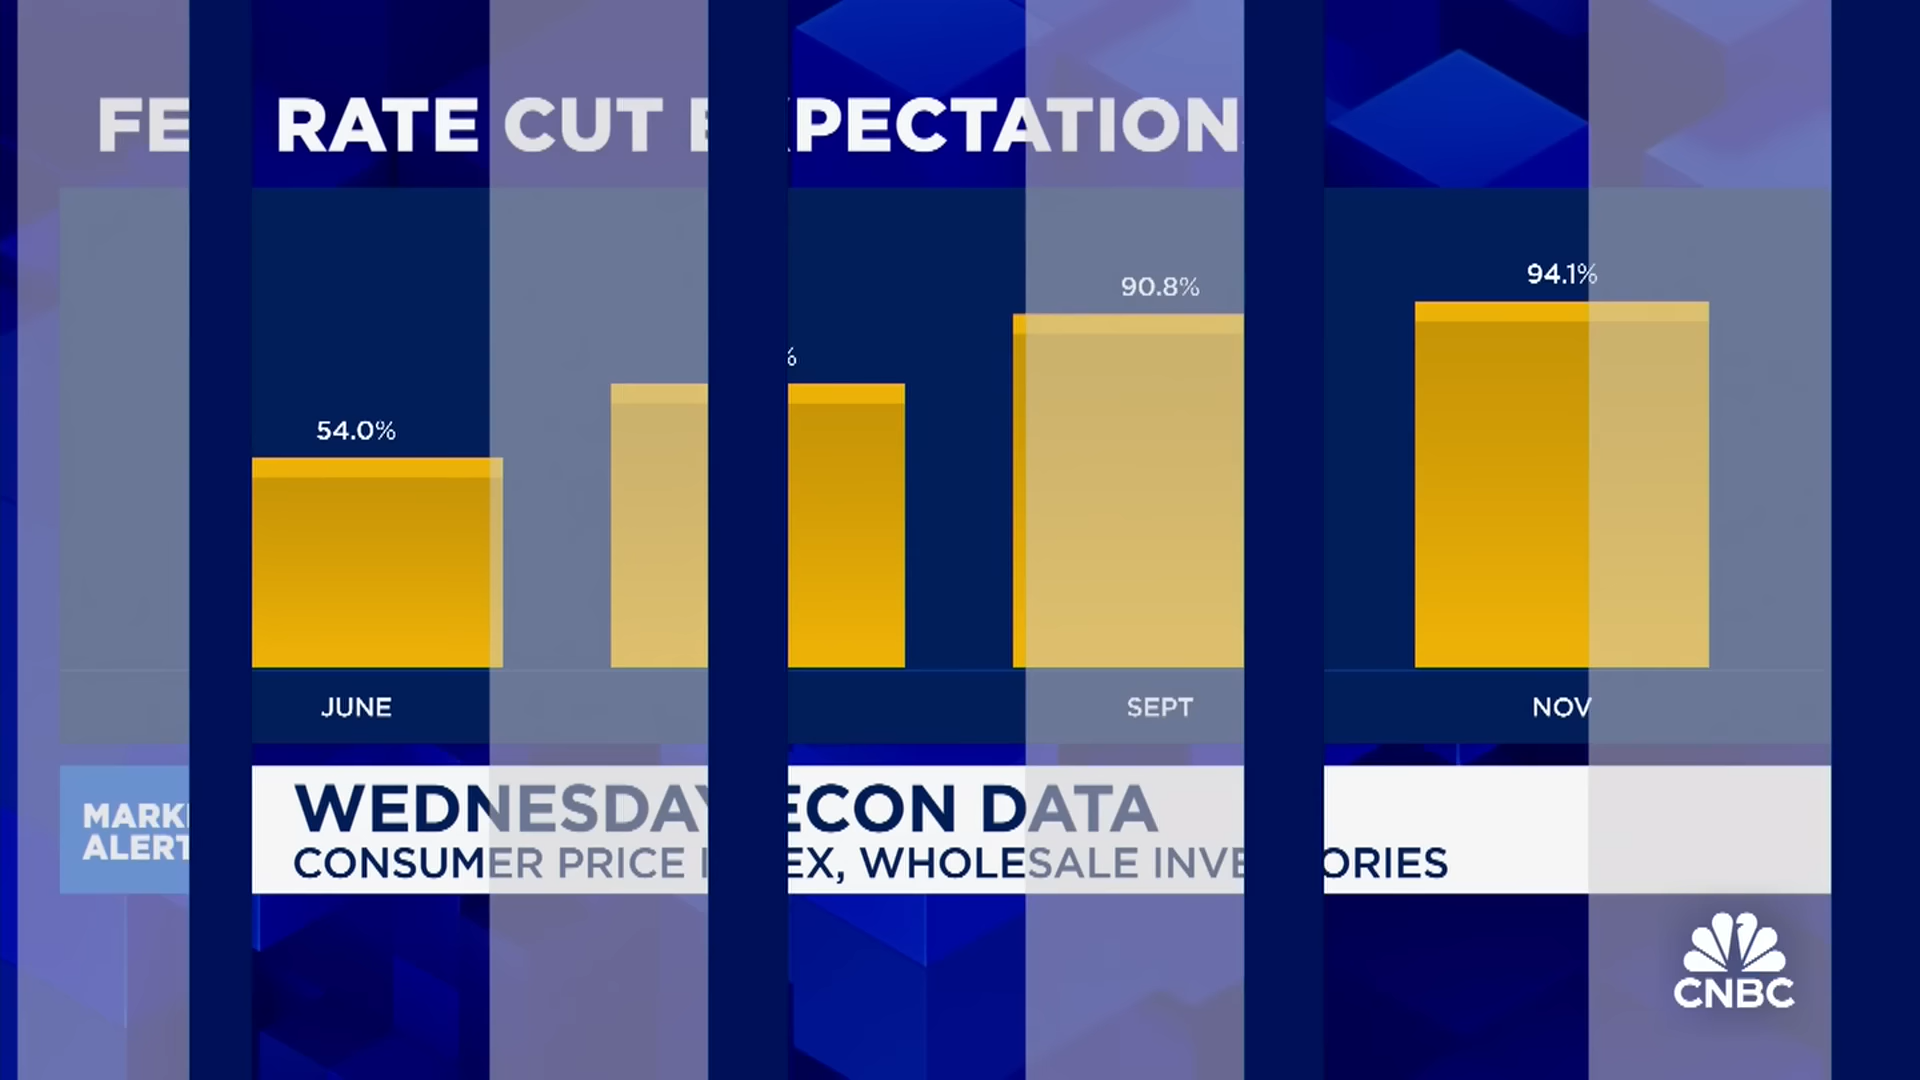 FE RATE CUT EXPECTATION
90.8%
94.1%
%
54.0%
JUNE SEPT NOV
MARK ALERT
WEDNESDAY ECON DATA
CONSUMER PRICE I EX, WHOLESALE INVE ORIES
CNBC